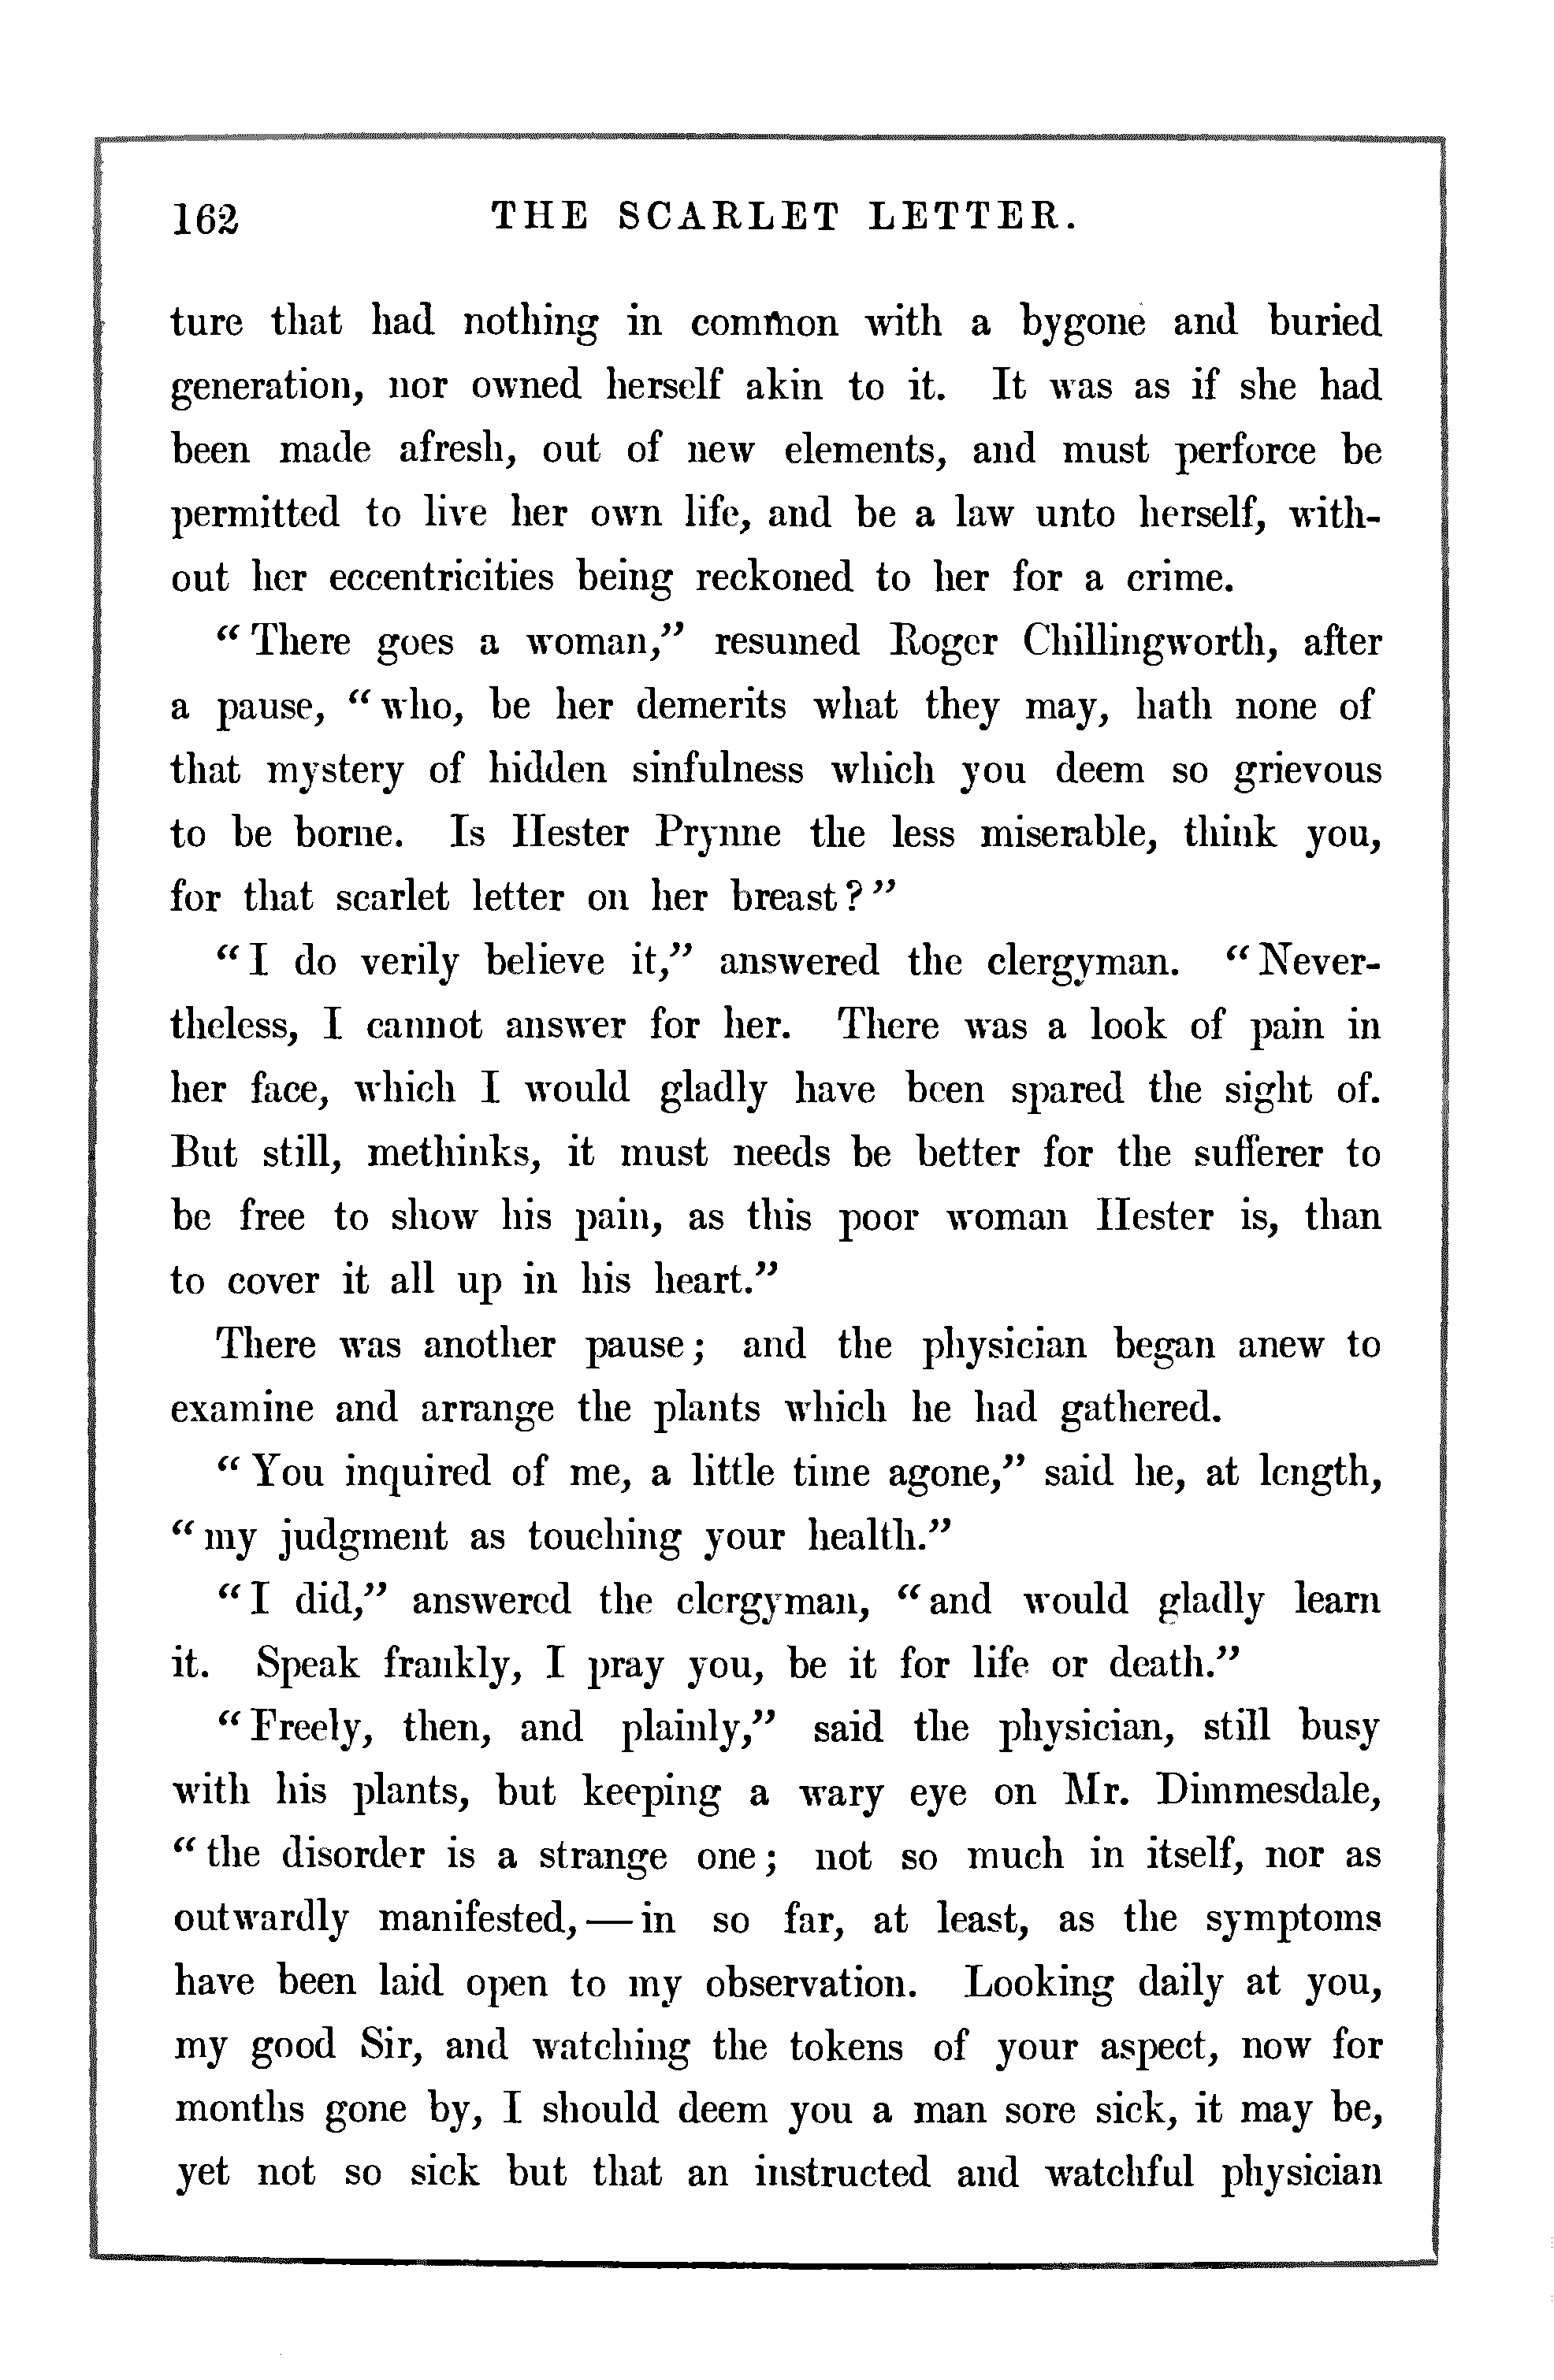 162 THE SCARLET LETTER.
ture that had nothing in common with a bygone and buried
generation, nor owned herself akin to it. It was as if she had
been made afresh, out of new elements, and must perforce be
permitted to live her own life, and be a law unto herself, with-
out her eccentricities being reckoned to her for a crime.
“There goes a woman,” resumed Roger Chillingworth, after
a pause, “who, be her demerits what they may, hath none of
that mystery of hidden sinfulness which you deem so grievous
to be borne. Is Hester Prynne the less miserable, think you,
for that scarlet letter on her breast?”
“I do verily believe it,” answered the clergyman. “Never-
theless, I cannot answer for her. There was a look of pain in
her face, which I would gladly have been spared the sight of.
But still, methinks, it must needs be better for the sufferer to
be free to show his pain, as this poor woman Hester is, than
to cover it all up in his heart.”
There was another pause; and the physician began anew to
examine and arrange the plants which he had gathered.
“You inquired of me, a little time agone,” said he, at length,
“my judgment as touching your health.”
“I did,” answered the clergyman, “and would gladly learn
it. Speak frankly, I pray you, be it for life or death.”
“Freely, then, and plainly,” said the physician, still busy
with his plants, but keeping a wary eye on Mr. Dimmesdale,
“the disorder is a strange one; not so much in itself, nor as
outwardly manifested,—in so far, at least, as the symptoms
have been laid open to my observation. Looking daily at you,
my good Sir, and watching the tokens of your aspect, now for
months gone by, I should deem you a man sore sick, it may be,
yet not so sick but that an instructed and watchful physician